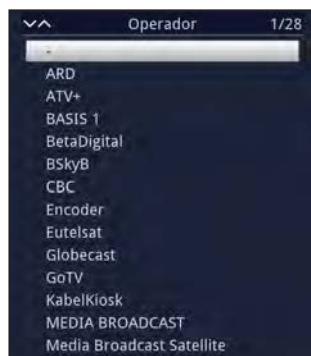 Operador 1/28
-
ARD
ATV+
BASIS 1
BetaDigital
BSkyB
CBC
Encoder
Eutelsat
Globecast
GoTV
KabelKiosk
MEDIA BROADCAST
Media Broadcast Satellite